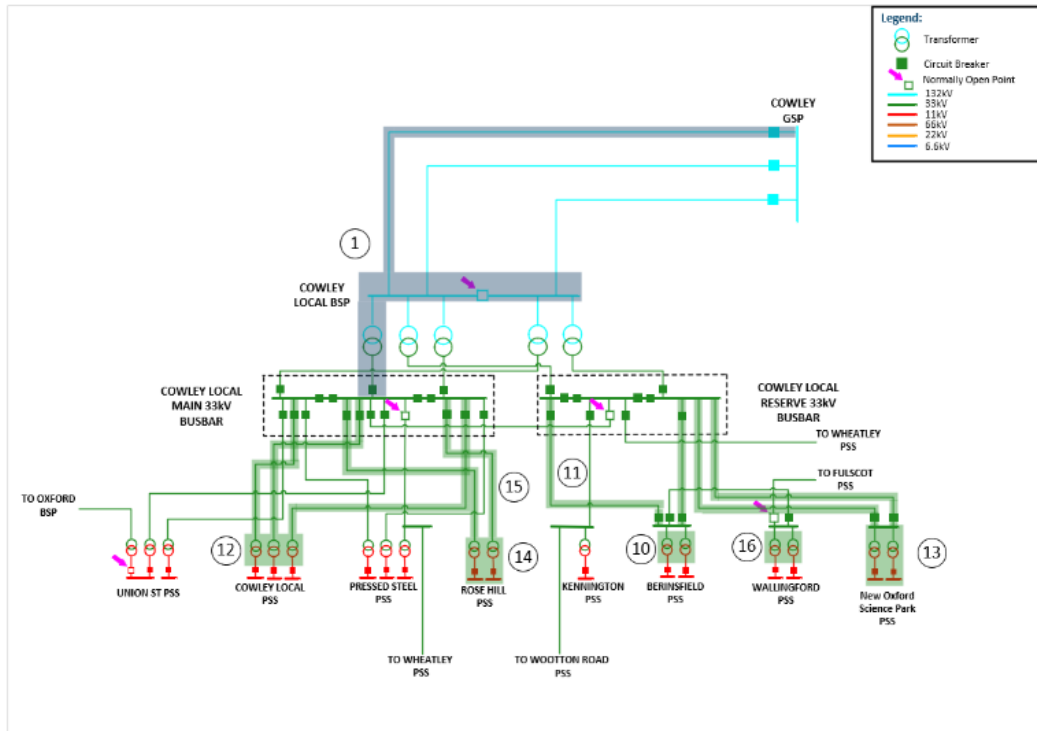 Legend:
Transformer
Circuit Breaker
Normally Open Point
132kV
33kV
11kV
66kV
22kV
6.6kV
COWLEY
GSP
1
COWLEY
LOCAL BSP
COWLEY LOCAL
MAIN 33kV
BUSBAR
COWLEY LOCAL
RESERVE 33kV
BUSBAR
TO WHEATLEY
PSS
11
TO FULSCOT
PSS
15
TO OXFORD
BSP
12
14
10
16
13
UNION ST PSS
COWLEY LOCAL
PSS
PRESSED STEEL
PSS
ROSE HILL
PSS
KENNINGTON
PSS
BERINSFIELD
PSS
WALLINGFORD
PSS
New Oxford
Science Park
PSS
TO WHEATLEY
PSS
TO WOOTTON ROAD
PSS